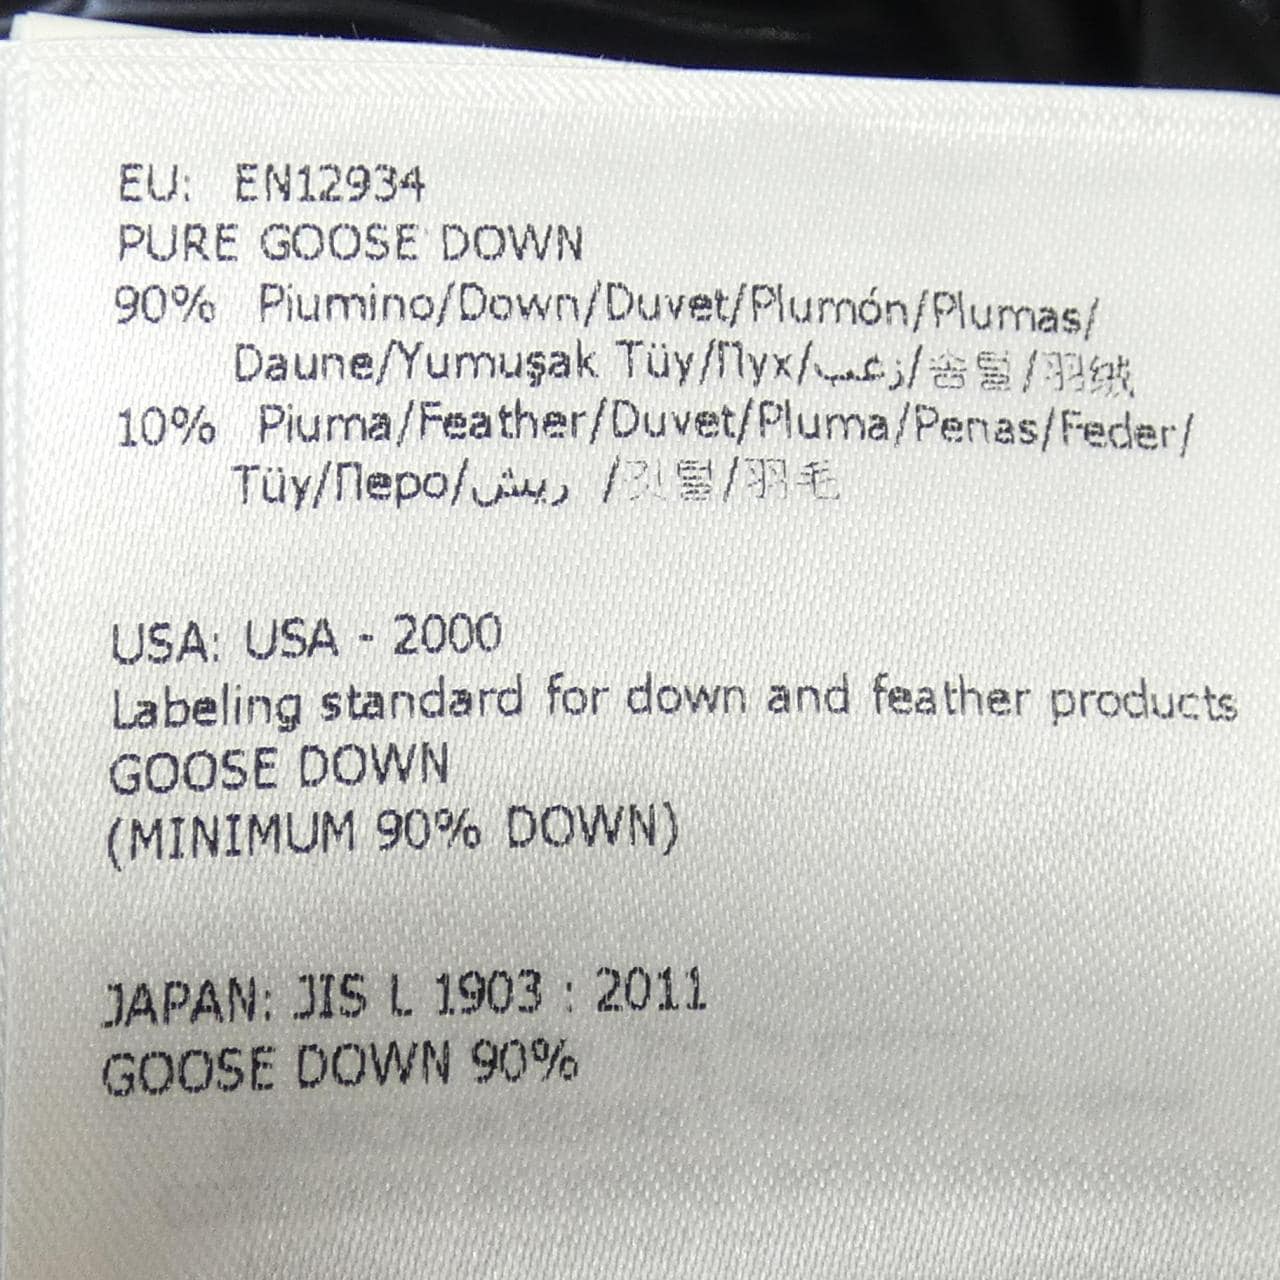 EU: EN12934
PURE GOOSE DOWN
90% Piumino/Down/Duvet/Plumón/Plumas/
Daune/Yumuşak Tüy/Пух/زغب/솜털/羽绒
10% Piuma/Feather/Duvet/Pluma/Penas/Feder/
Tüy/Перо/ريش /깃털/羽毛
USA: USA - 2000
Labeling standard for down and feather products
GOOSE DOWN
(MINIMUM 90% DOWN)
JAPAN: JIS L 1903 : 2011
GOOSE DOWN 90%